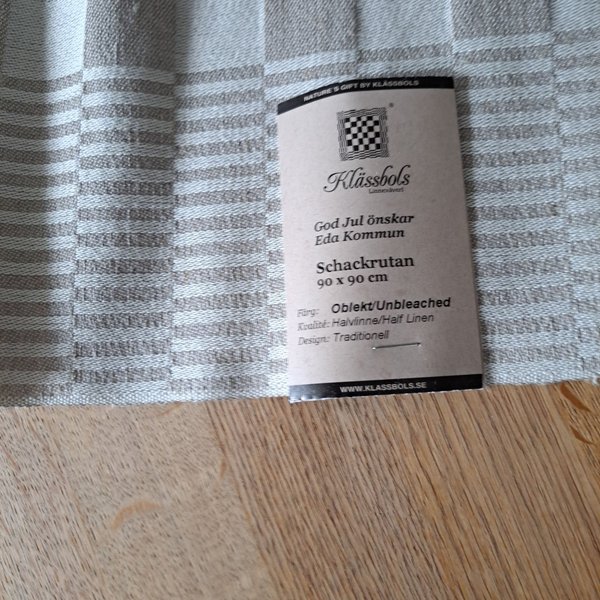 NATURE'S GIFT BY KLÄSSBOLS
®
Klässbols
Linneväveri
God Jul önskar
Eda Kommun
Schackrutan
90 x 90 cm
Färg: Oblekt/Unbleached
Kvalité: Halvlinne/Half Linen
Design: Traditionell
WWW.KLASSBOLS.SE